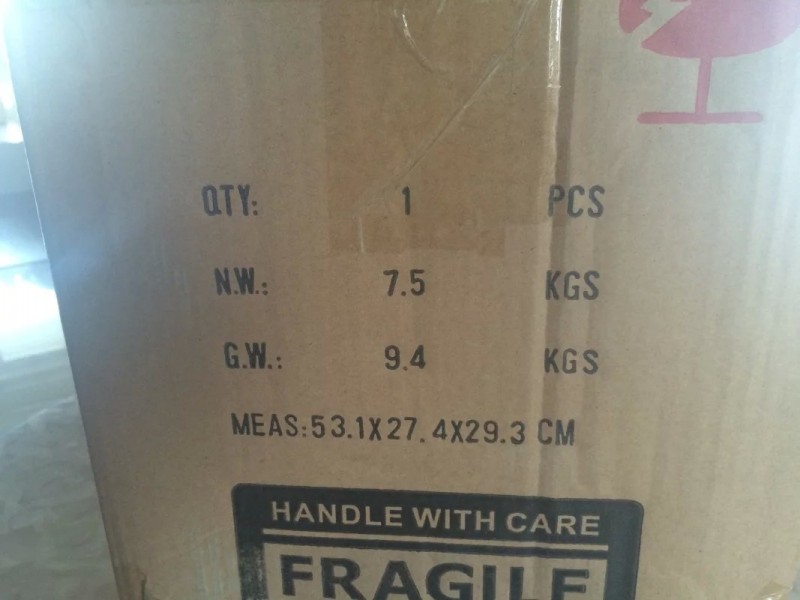 QTY: 1 PCS
N.W.: 7.5 KGS
G.W.: 9.4 KGS
MEAS:53.1X27.4X29.3 CM
HANDLE WITH CARE
FRAGILE